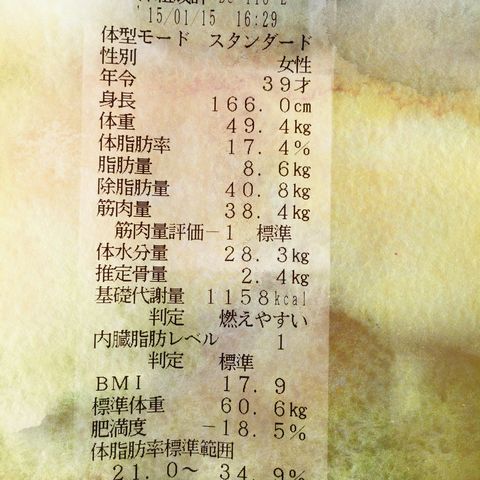 '15/01/15 16:29
体型モード スタンダード
性別 女性
年令 39才
身長 166.0cm
体重 49.4kg
体脂肪率 17.4%
脂肪量 8.6kg
除脂肪量 40.8kg
筋肉量 38.4kg
筋肉量評価－1 標準
体水分量 28.3kg
推定骨量 2.4kg
基礎代謝量 1158kcal
判定 燃えやすい
内臓脂肪レベル 1
判定 標準
BMI 17.9
標準体重 60.6kg
肥満度 －18.5%
体脂肪率標準範囲
21.0～ 34.9%